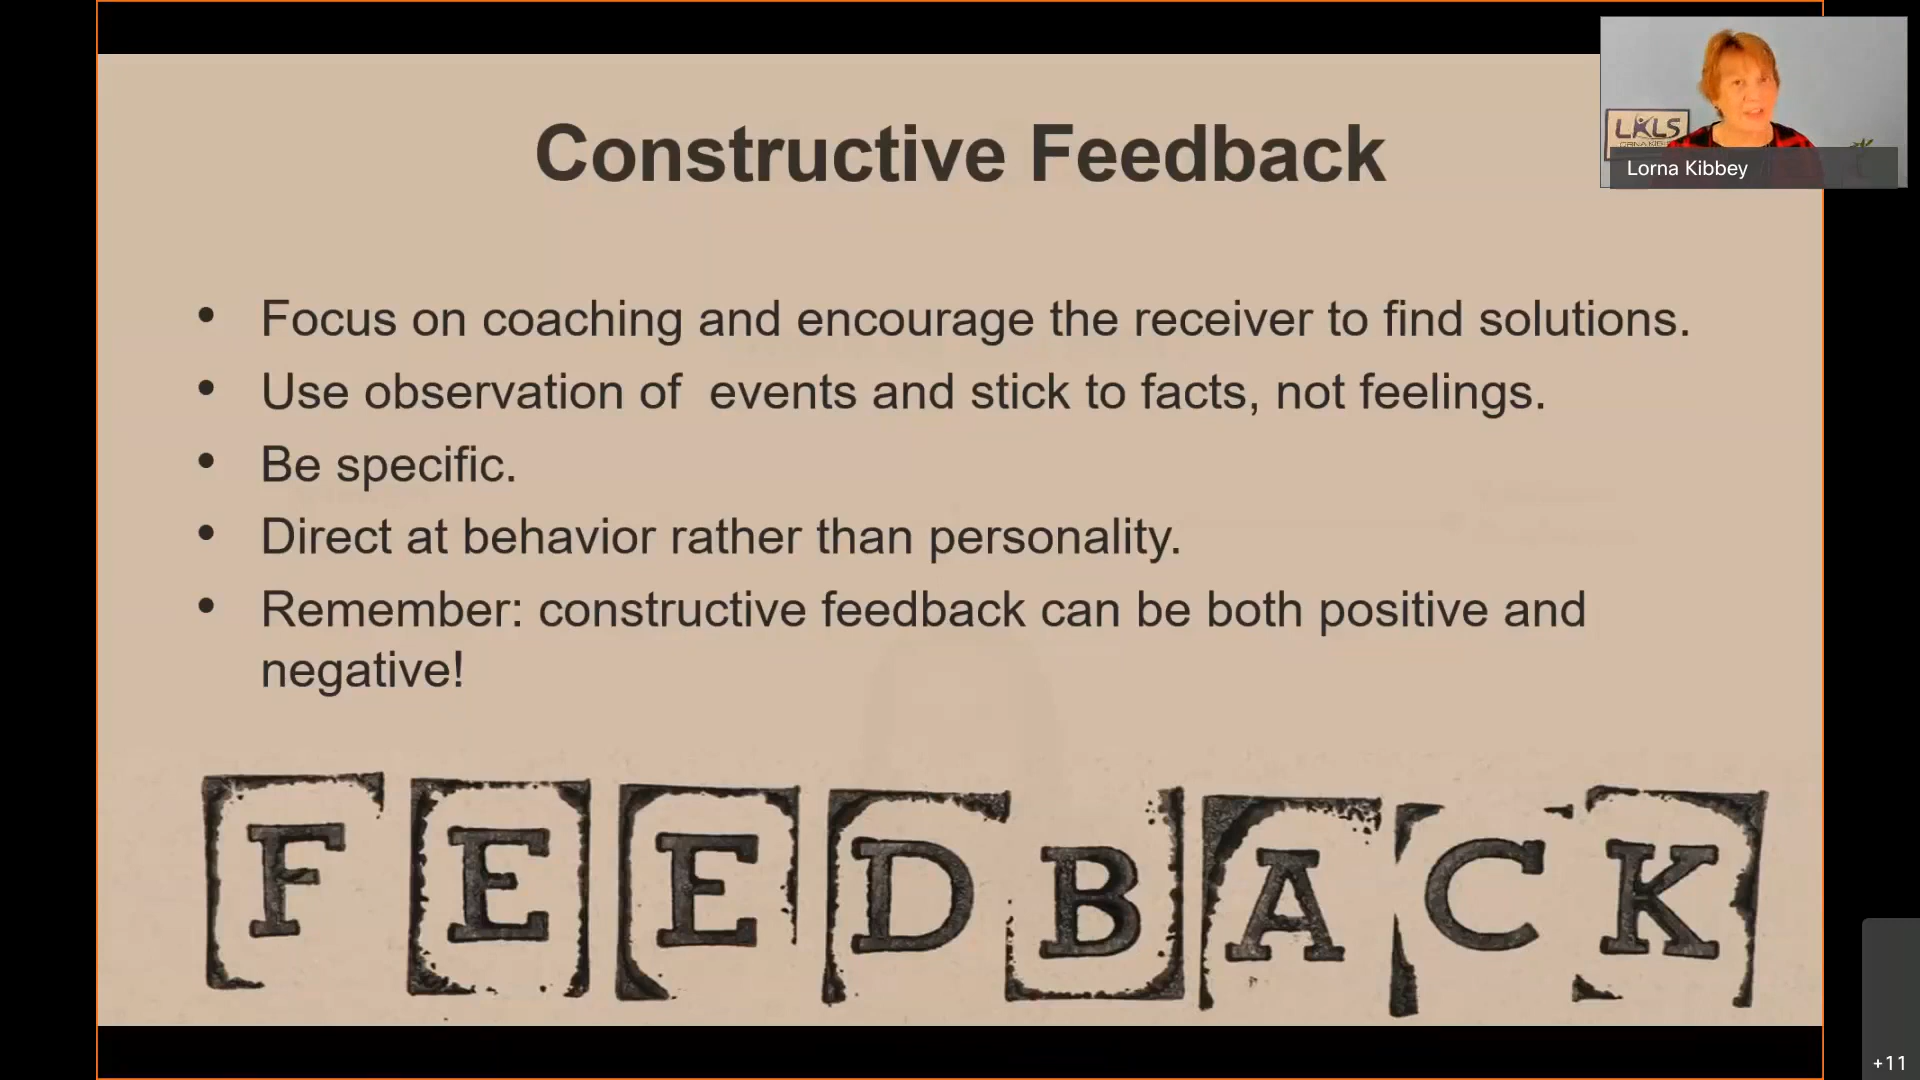 Constructive Feedback
LKLS
Lorna Kibbey
• Focus on coaching and encourage the receiver to find solutions.
• Use observation of  events and stick to facts, not feelings.
• Be specific.
• Direct at behavior rather than personality.
• Remember: constructive feedback can be both positive and
negative!
FEEDBACK
+11